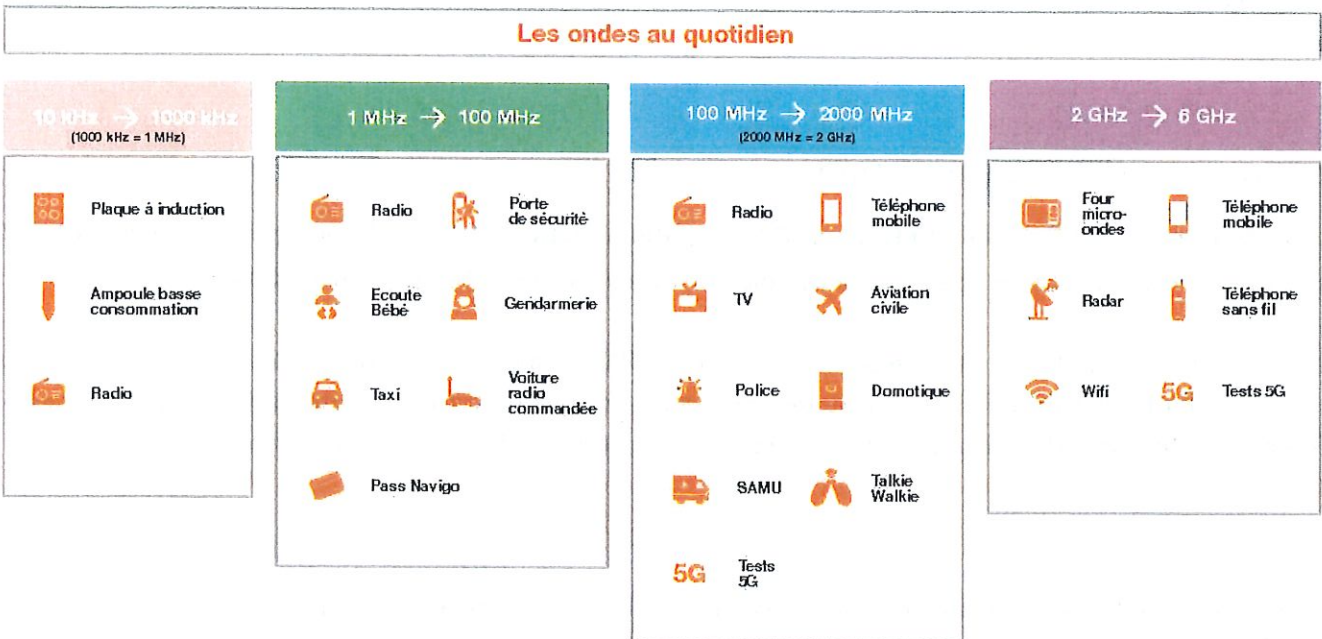 Les ondes au quotidien
10 KHz → 1000 kHz
(1000 kHz = 1 MHz)
Plaque à induction
Ampoule basse
consommation
Radio
1 MHz → 100 MHz
Radio
Porte
de sécurité
Ecoute
Bébé
Gendarmerie
Taxi
Voiture
radio
commandée
Pass Navigo
100 MHz → 2000 MHz
(2000 MHz = 2 GHz)
Radio
Téléphone
mobile
TV
Aviation
civile
Police
Domotique
SAMU
Talkie
Walkie
5G
Tests
5G
2 GHz → 6 GHz
Four
micro-
ondes
Téléphone
mobile
Radar
Téléphone
sans fil
Wifi
5G
Tests 5G